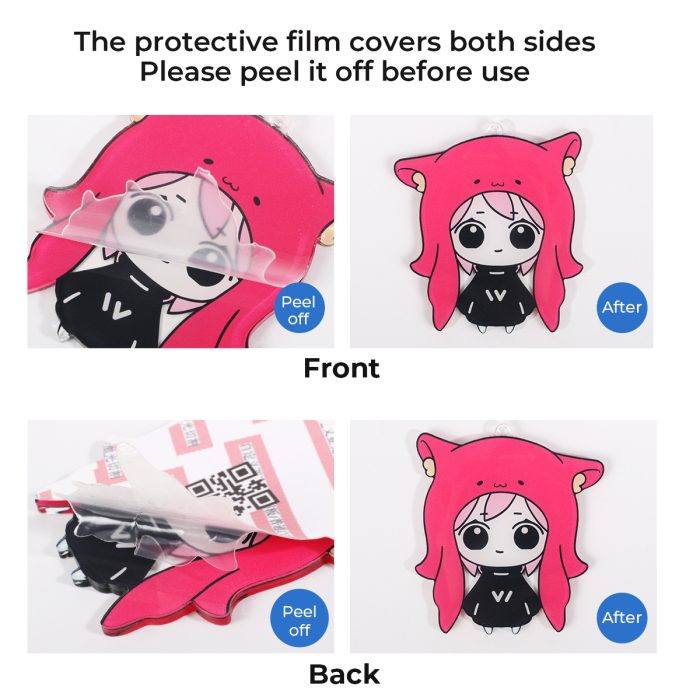 The protective film covers both sides
Please peel it off before use
Peel
off
After
Front
Peel
off
After
Back